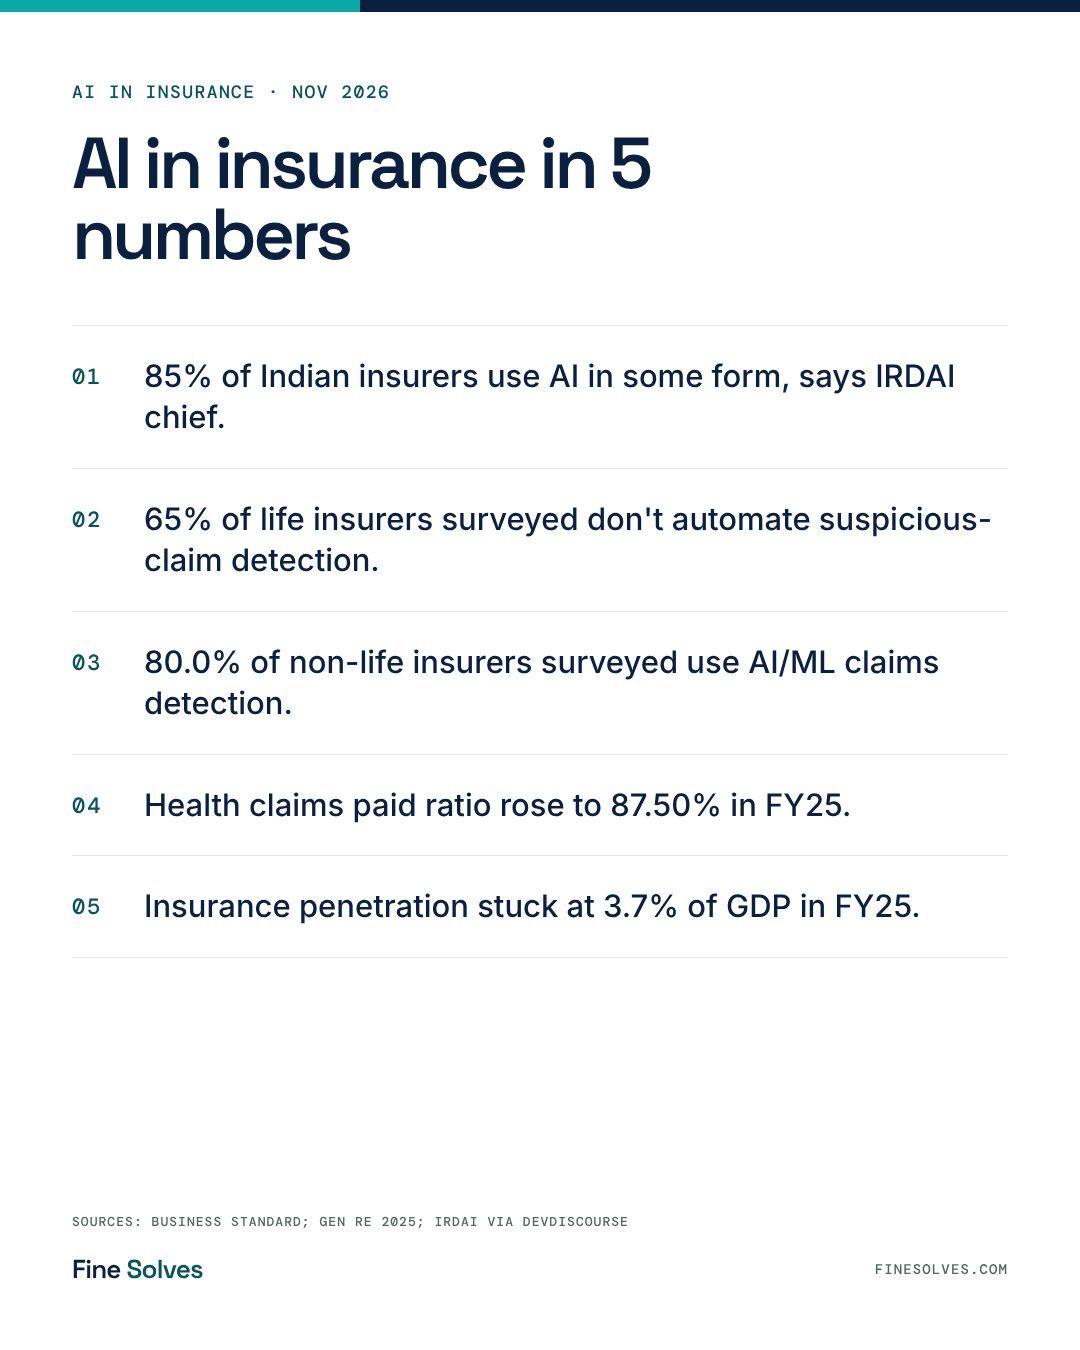 AI IN INSURANCE · NOV 2026
AI in insurance in 5
numbers
01 85% of Indian insurers use AI in some form, says IRDAI
chief.
02 65% of life insurers surveyed don't automate suspicious-
claim detection.
03 80.0% of non-life insurers surveyed use AI/ML claims
detection.
04 Health claims paid ratio rose to 87.50% in FY25.
05 Insurance penetration stuck at 3.7% of GDP in FY25.
SOURCES: BUSINESS STANDARD; GEN RE 2025; IRDAI VIA DEVDISCOURSE
Fine Solves FINESOLVES.COM